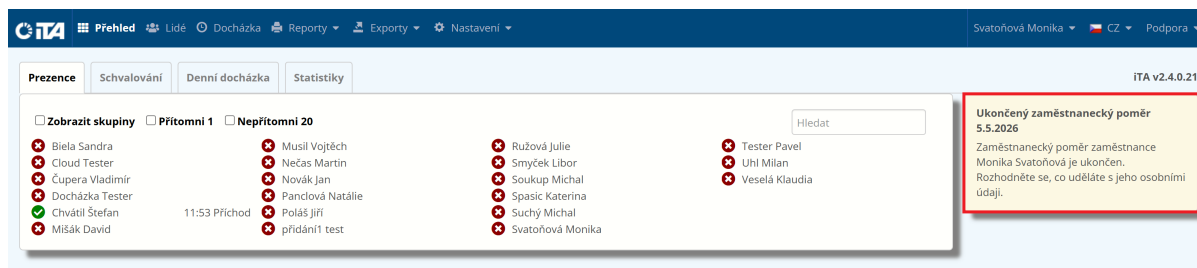 iTA Přehled Lidé Docházka Reporty Exporty Nastavení Svatoňová Monika CZ Podpora
Prezence Schvalování Denní docházka Statistiky iTA v2.4.0.21
Zobrazit skupiny Přítomni 1 Nepřítomni 20 Hledat
Biela Sandra Musil Vojtěch Ružová Julie Tester Pavel
Cloud Tester Nečas Martin Smyček Libor Uhl Milan
Čupera Vladimír Novák Jan Soukup Michal Veselá Klaudia
Docházka Tester Panclová Natálie Spasic Katerina
Chvátil Štefan 11:53 Příchod Poláš Jiří Suchý Michal
Mišák David přidání1 test Svatoňová Monika
Ukončený zaměstnanecký poměr
5.5.2026
Zaměstnanecký poměr zaměstnance
Monika Svatoňová je ukončen.
Rozhodněte se, co uděláte s jeho osobními
údaji.